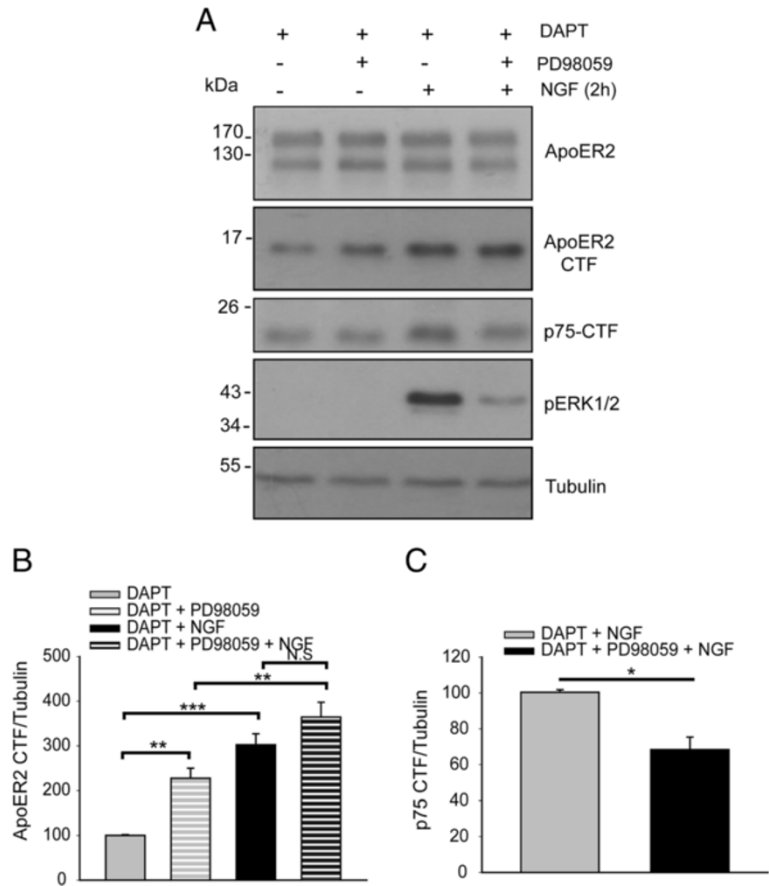 A
+ + + + DAPT
- + - + PD98059
kDa - - + + NGF (2h)
170
130
ApoER2
17
ApoER2
CTF
26
p75-CTF
43
34
pERK1/2
55
Tubulin
B
DAPT
DAPT + PD98059
DAPT + NGF
DAPT + PD98059 + NGF
500
400
300
200
100
0
ApoER2 CTF/Tubulin
**
***
**
N.S
C
DAPT + NGF
DAPT + PD98059 + NGF
120
100
80
60
40
20
0
p75 CTF/Tubulin
*